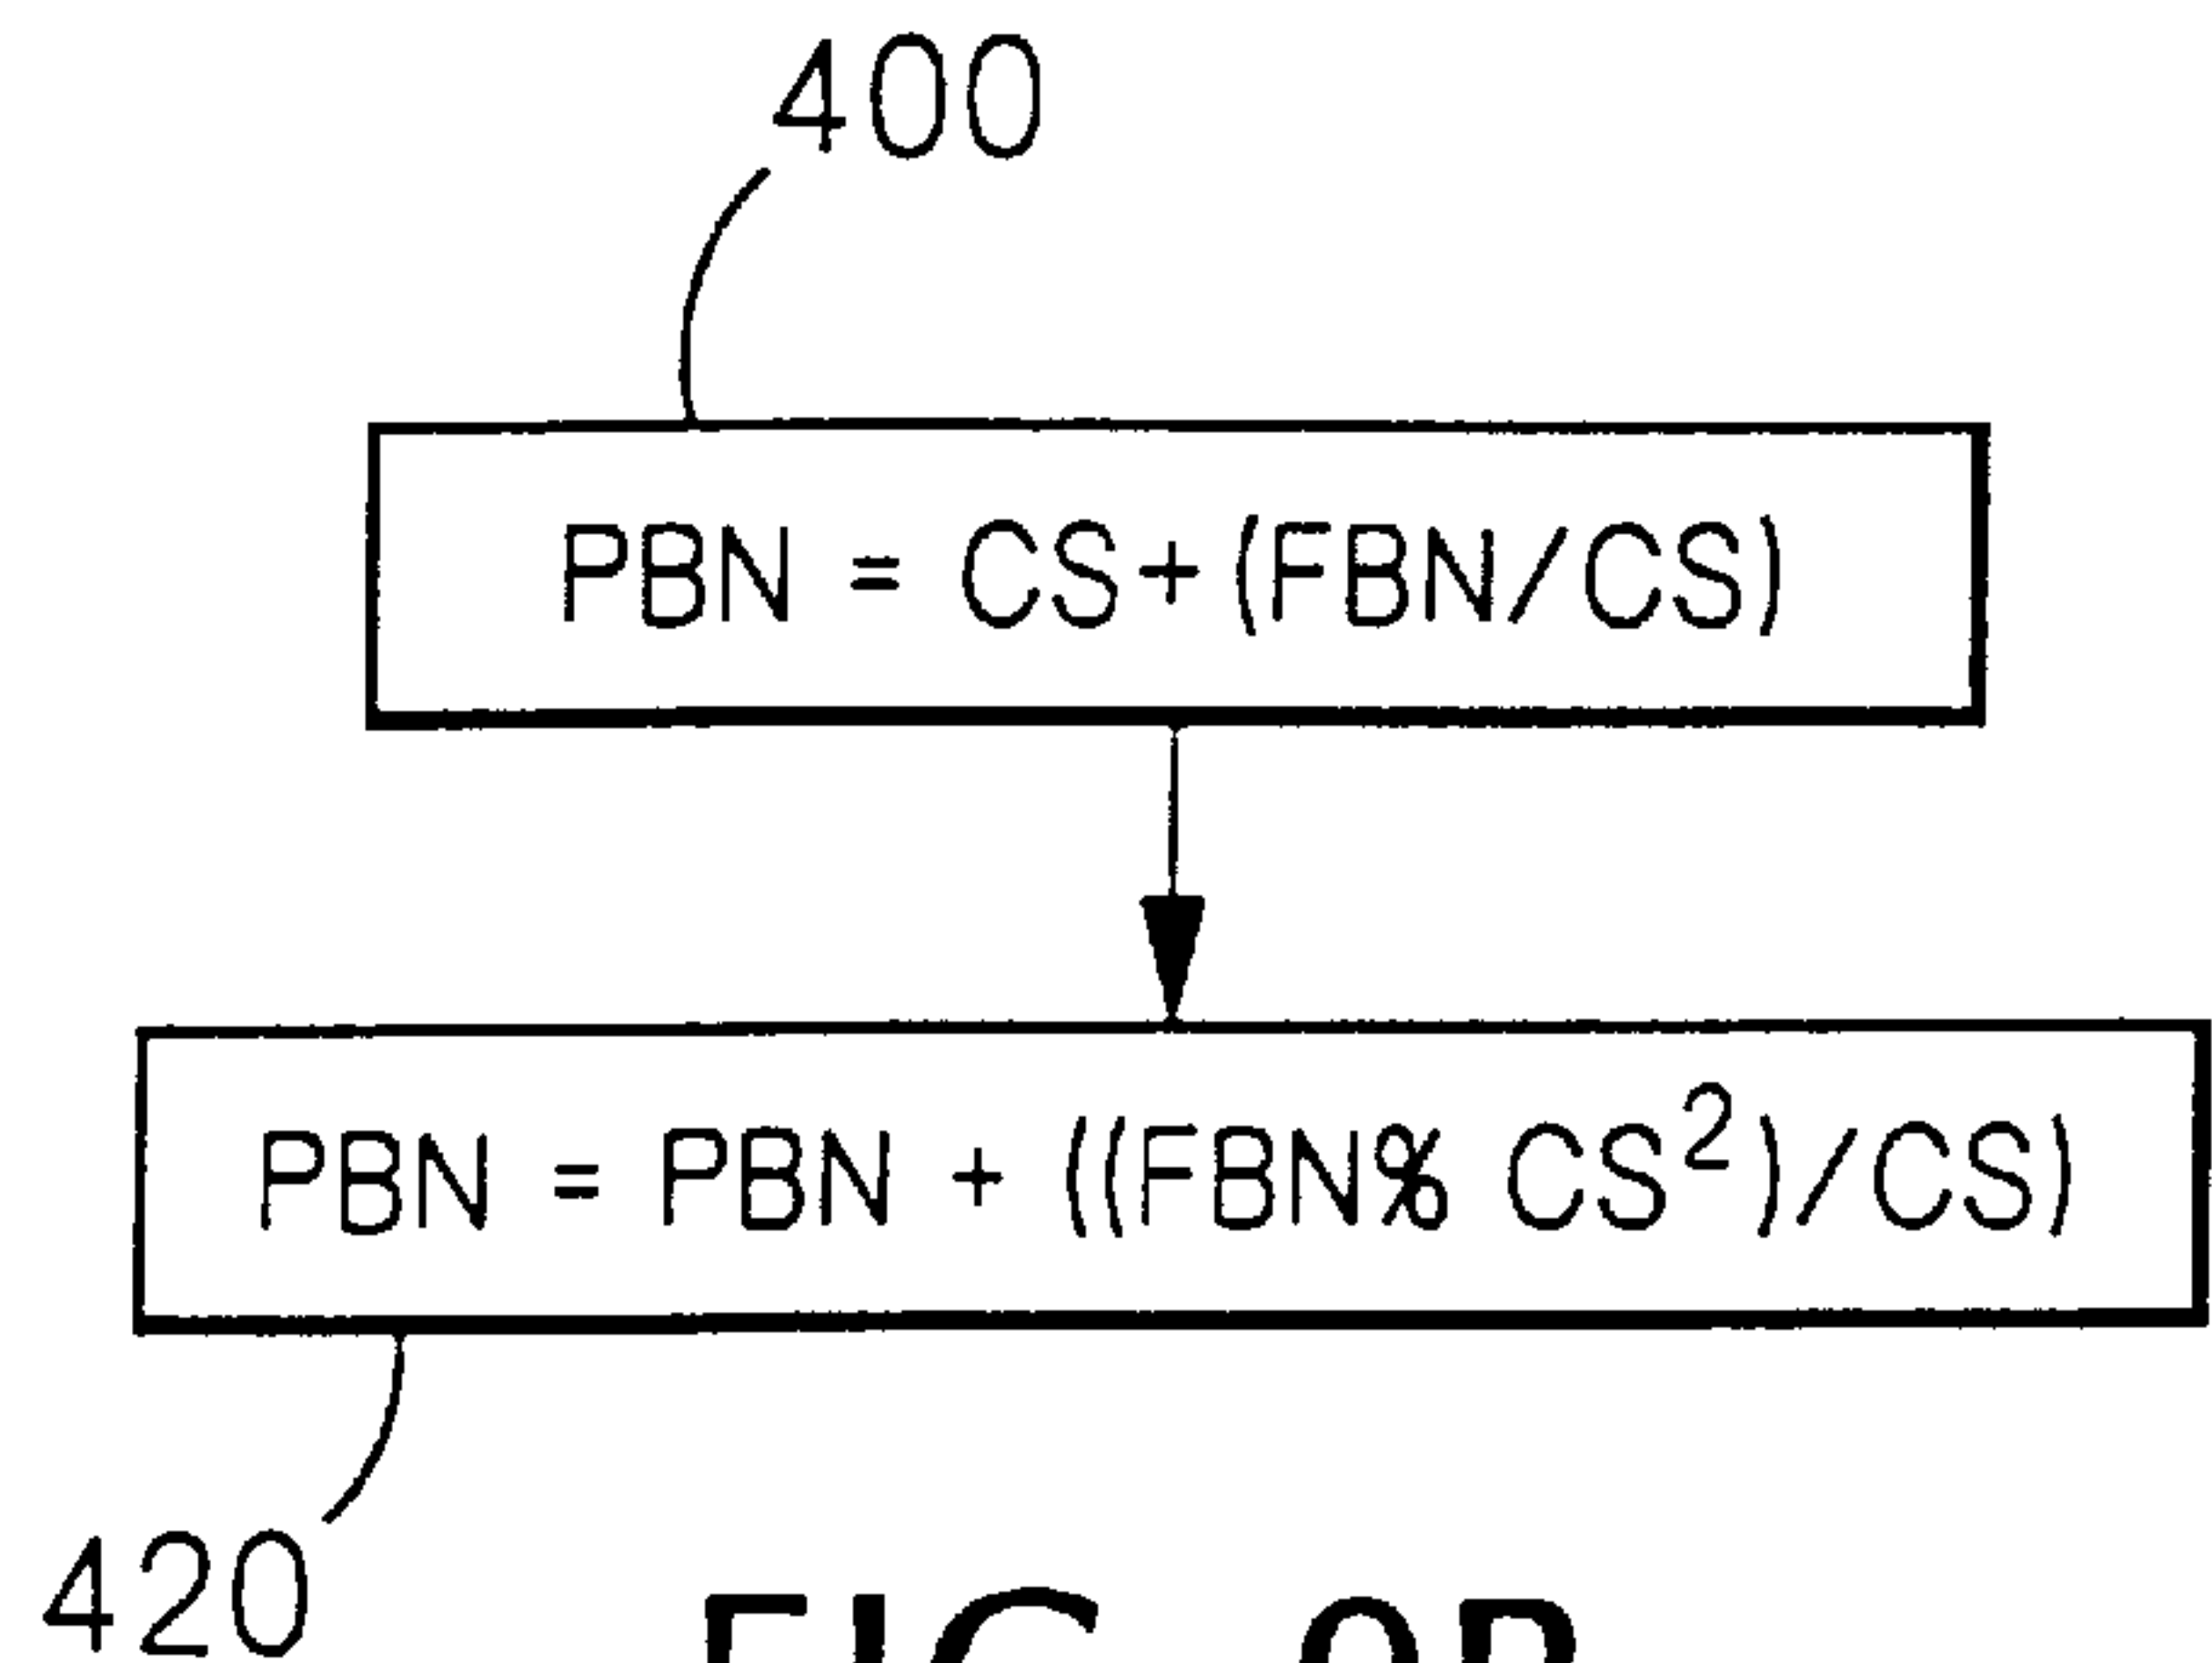 400
PBN = CS+(FBN/CS)
PBN = PBN + ((FBN% CS²)/CS)
420